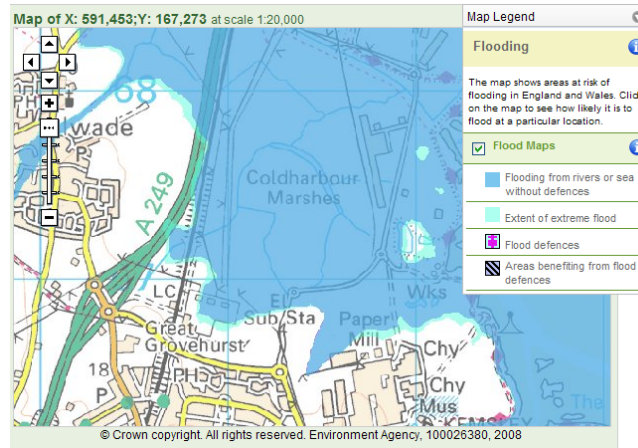 Map of X: 591,453;Y: 167,273 at scale 1:20,000
Map Legend
Flooding
The map shows areas at risk of
flooding in England and Wales. Clic
on the map to see how likely it is to
flood at a particular location.
Flood Maps
Flooding from rivers or sea
without defences
Extent of extreme flood
Flood defences
Areas benefiting from flood
defences
68
PH
wade
P
A 249
Coldharbour
Marshes
LC
El
Sub Sta
Great
Grovehurst
Wks
Paper
Mill
Chy
18
P
PH
Chy
Mus
KEMSLEY
The
© Crown copyright. All rights reserved. Environment Agency, 100026380, 2008